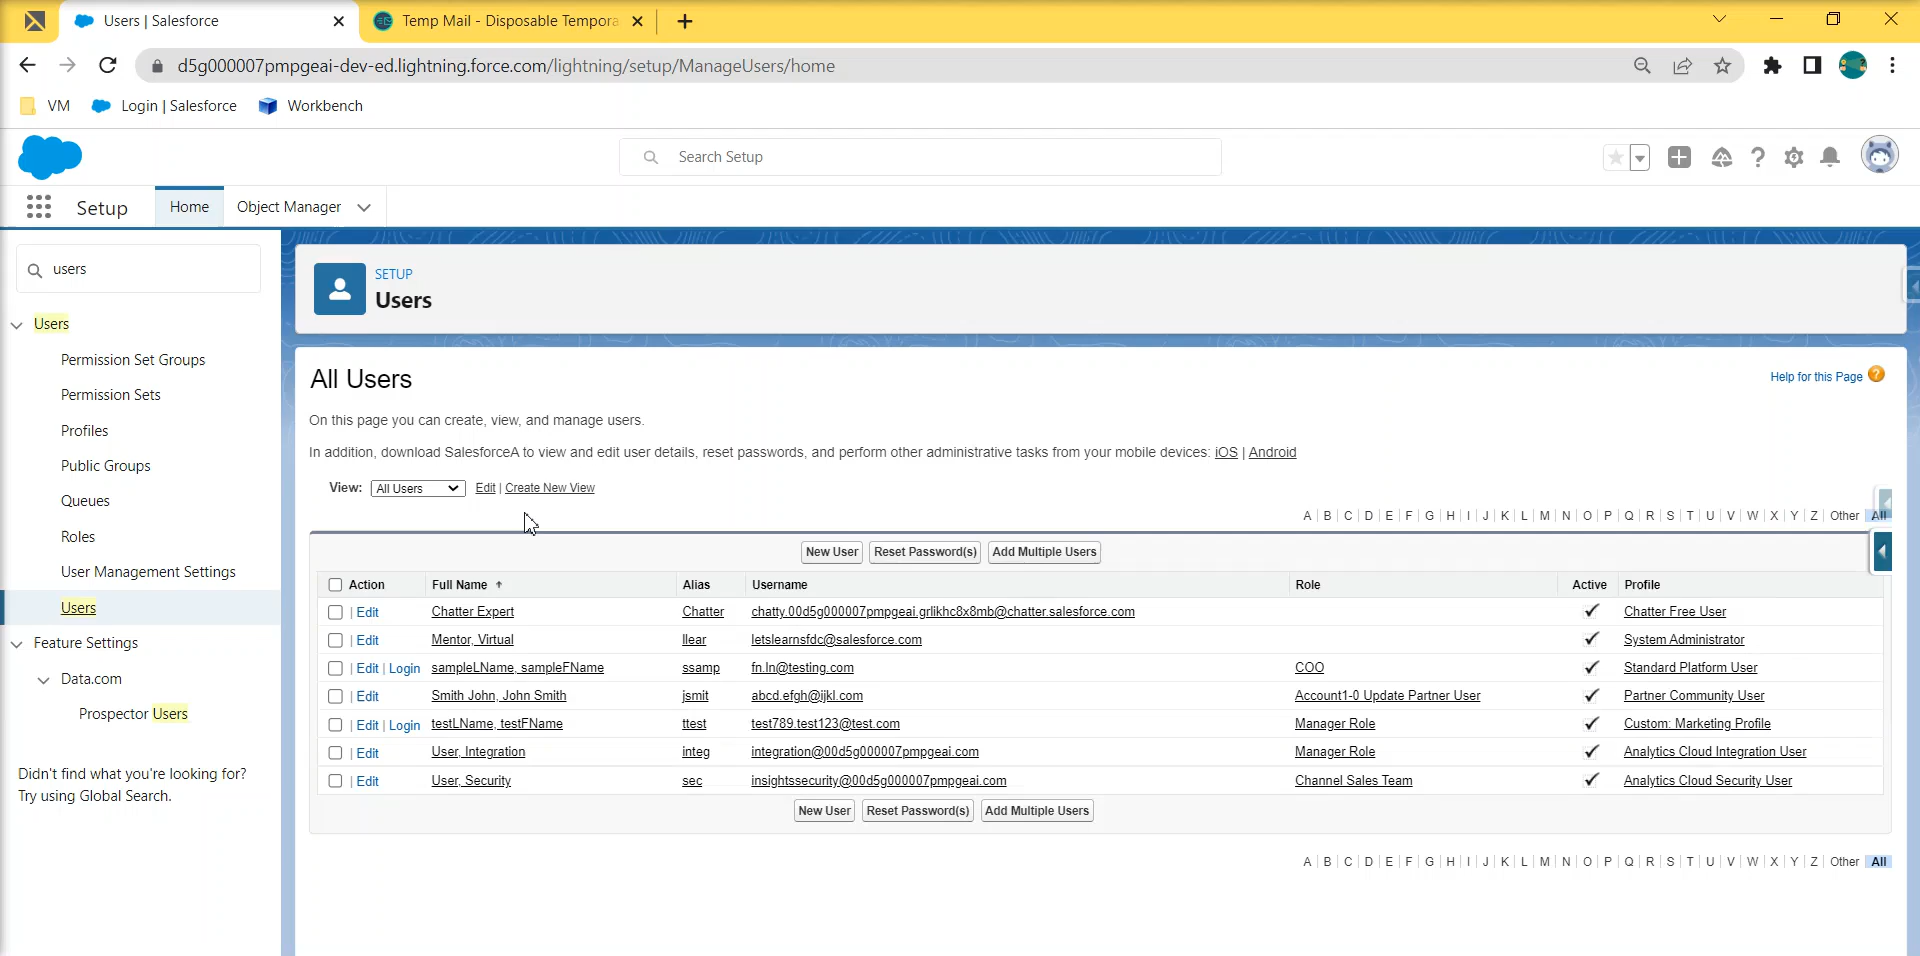 Users | Salesforce
Temp Mail - Disposable Tempora
d5g000007pmpgeai-dev-ed.lightning.force.com/lightning/setup/ManageUsers/home
VM
Login | Salesforce
Workbench
Search Setup
Setup
Home
Object Manager
users
Users
Permission Set Groups
Permission Sets
Profiles
Public Groups
Queues
Roles
User Management Settings
Users
Feature Settings
Data.com
Prospector Users
Didn't find what you're looking for?
Try using Global Search.
SETUP
Users
All Users
Help for this Page
On this page you can create, view, and manage users.
In addition, download SalesforceA to view and edit user details, reset passwords, and perform other administrative tasks from your mobile devices: iOS | Android
View: All Users Edit | Create New View
A | B | C | D | E | F | G | H | I | J | K | L | M | N | O | P | Q | R | S | T | U | V | W | X | Y | Z | Other | All
New User Reset Password(s) Add Multiple Users
Action Full Name Alias Username Role Active Profile
| Edit Chatter Expert Chatter chatty.00d5g000007pmpgeai.grlikhc8x8mb@chatter.salesforce.com Chatter Free User
| Edit Mentor, Virtual llear letslearnsfdc@salesforce.com System Administrator
| Edit | Login sampleLName, sampleFName ssamp fn.ln@testing.com COO Standard Platform User
| Edit Smith John, John Smith jsmit abcd.efgh@ijkl.com Account1-0 Update Partner User Partner Community User
| Edit | Login testLName, testFName ttest test789.test123@test.com Manager Role Custom: Marketing Profile
| Edit User, Integration integ integration@00d5g000007pmpgeai.com Manager Role Analytics Cloud Integration User
| Edit User, Security sec insightssecurity@00d5g000007pmpgeai.com Channel Sales Team Analytics Cloud Security User
New User Reset Password(s) Add Multiple Users
A | B | C | D | E | F | G | H | I | J | K | L | M | N | O | P | Q | R | S | T | U | V | W | X | Y | Z | Other | All